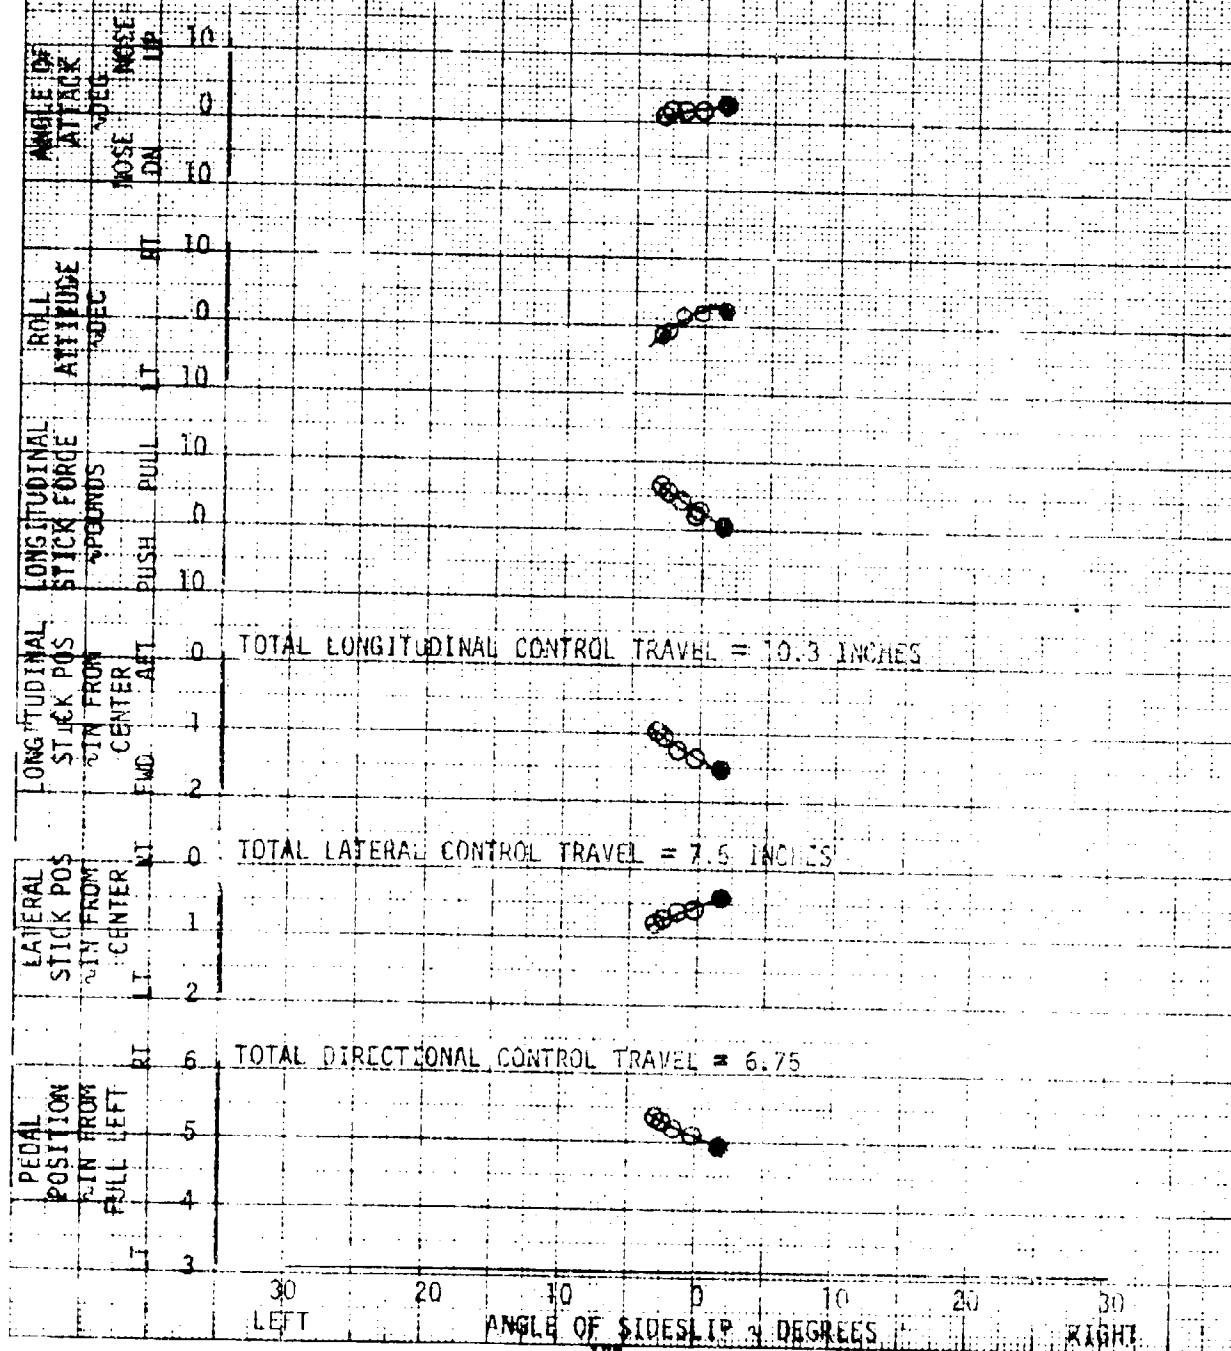 ANGLE OF
ATTACK
~DEG
NOSE UP
NOSE DN
10
0
10
ROLL
ATTITUDE
~DEG
RT
LT
10
0
10
LONGITUDINAL
STICK FORCE
~POUNDS
PULL
PUSH
10
0
10
LONGITUDINAL
STICK POS
~IN FROM
CENTER
AFT
FWD
0
1
2
TOTAL LONGITUDINAL CONTROL TRAVEL = 10.3 INCHES
LATERAL
STICK POS
~IN FROM
CENTER
RT
LT
0
1
2
TOTAL LATERAL CONTROL TRAVEL = 7.6 INCHES
PEDAL
POSITION
~IN FROM
FULL LEFT
RT
LT
6
5
4
3
TOTAL DIRECTIONAL CONTROL TRAVEL = 6.75
30 20 10 0 10 20 30
LEFT ANGLE OF SIDESLIP ~ DEGREES RIGHT